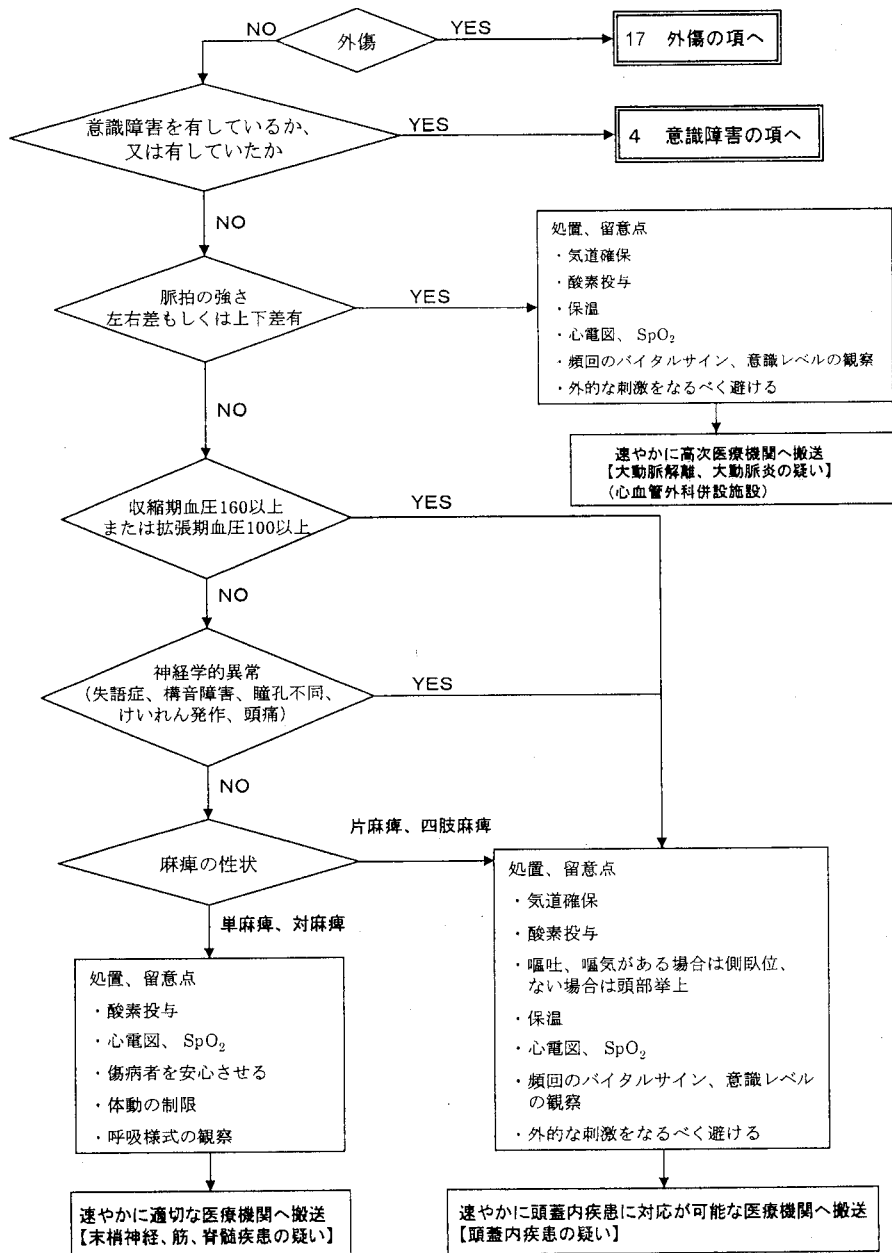 NO
外傷
YES
17 外傷の項へ
意識障害を有しているか、
又は有していたか
YES
4 意識障害の項へ
NO
脈拍の強さ
左右差もしくは上下差有
YES
処置、留意点
・気道確保
・酸素投与
・保温
・心電図、 SpO₂
・頻回のバイタルサイン、意識レベルの観察
・外的な刺激をなるべく避ける
速やかに高次医療機関へ搬送
【大動脈解離、大動脈炎の疑い】
(心血管外科併設施設)
NO
収縮期血圧160以上
または拡張期血圧100以上
YES
NO
神経学的異常
(失語症、構音障害、瞳孔不同、
けいれん発作、頭痛)
YES
NO
麻痺の性状
片麻痺、四肢麻痺
単麻痺、対麻痺
処置、留意点
・酸素投与
・心電図、 SpO₂
・傷病者を安心させる
・体動の制限
・呼吸様式の観察
速やかに適切な医療機関へ搬送
【末梢神経、筋、脊髄疾患の疑い】
処置、留意点
・気道確保
・酸素投与
・嘔吐、嘔気がある場合は側臥位、
ない場合は頭部挙上
・保温
・心電図、 SpO₂
・頻回のバイタルサイン、意識レベル
の観察
・外的な刺激をなるべく避ける
速やかに頭蓋内疾患に対応が可能な医療機関へ搬送
【頭蓋内疾患の疑い】